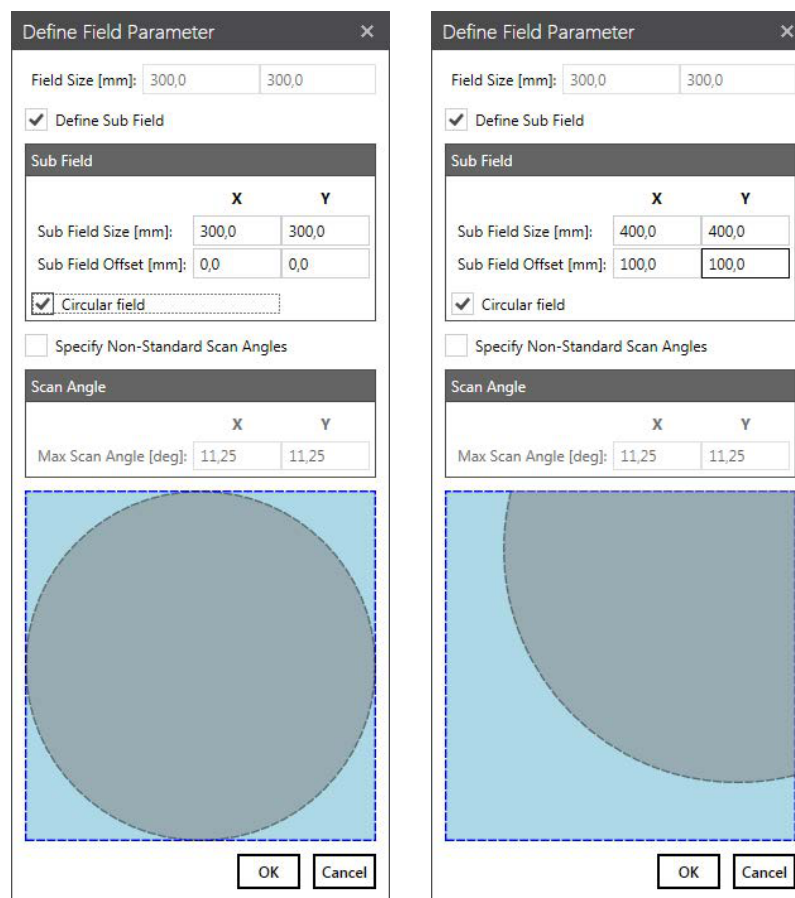 Define Field Parameter ×
Field Size [mm]: 300,0 300,0
Define Sub Field
Sub Field
X Y
Sub Field Size [mm]: 300,0 300,0
Sub Field Offset [mm]: 0,0 0,0
Circular field
Specify Non-Standard Scan Angles
Scan Angle
X Y
Max Scan Angle [deg]: 11,25 11,25
OK Cancel
Define Field Parameter ×
Field Size [mm]: 300,0 300,0
Define Sub Field
Sub Field
X Y
Sub Field Size [mm]: 400,0 400,0
Sub Field Offset [mm]: 100,0 100,0
Circular field
Specify Non-Standard Scan Angles
Scan Angle
X Y
Max Scan Angle [deg]: 11,25 11,25
OK Cancel